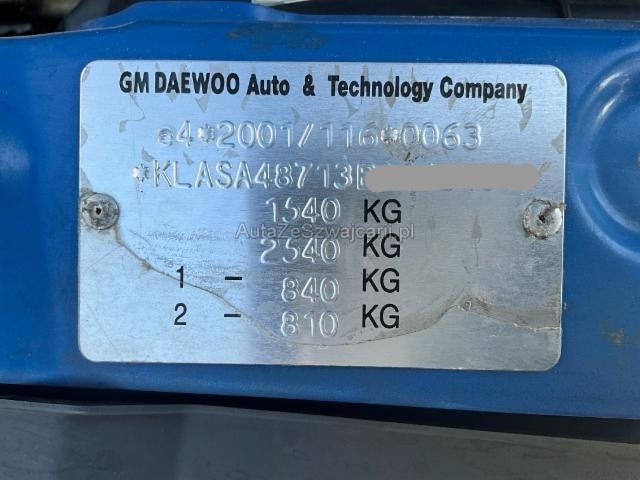 GM DAEWOO Auto & Technology Company
e4*2001/116*0063
*KLASA48713B
1540 KG
AutaZeSzwajcarii.pl
2540 KG
1 - 840 KG
2 - 810 KG